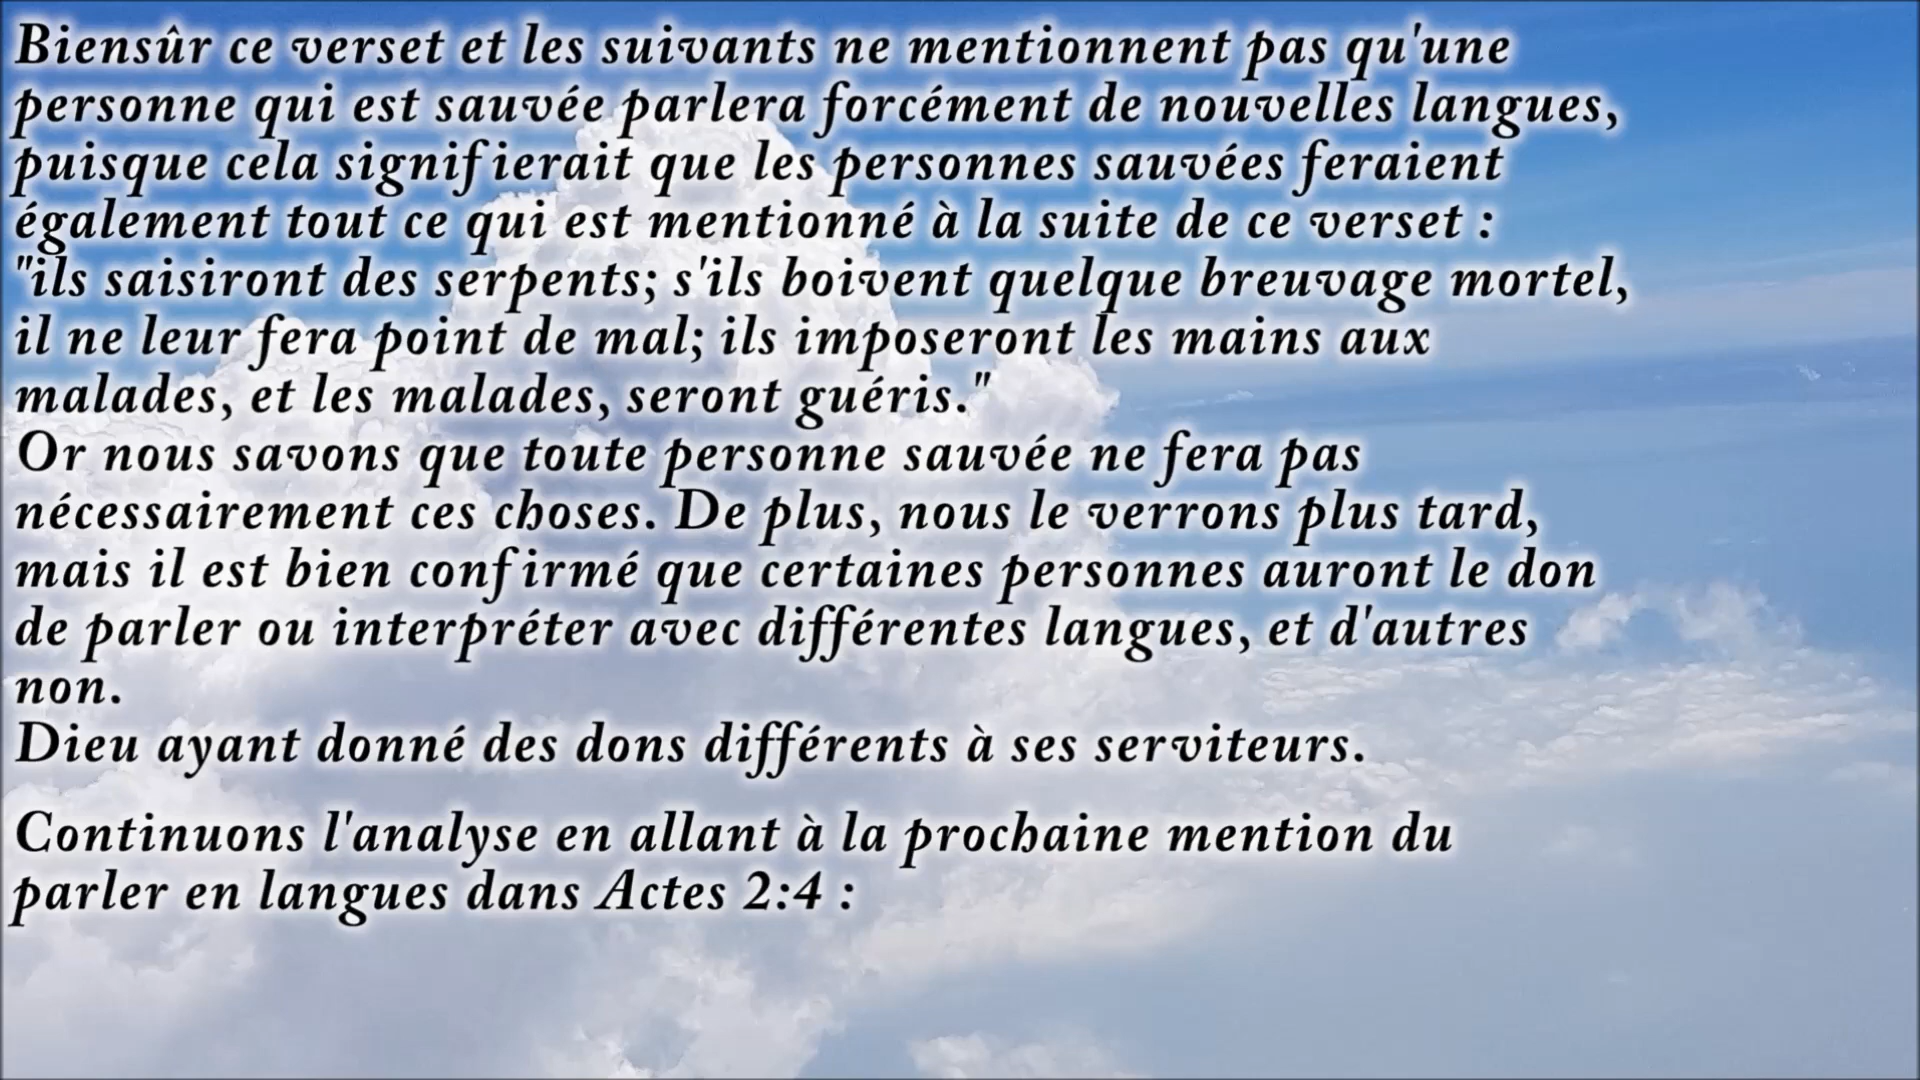 Biensûr ce verset et les suivants ne mentionnent pas qu'une
personne qui est sauvée parlera forcément de nouvelles langues,
puisque cela signifierait que les personnes sauvées feraient
également tout ce qui est mentionné à la suite de ce verset :
"ils saisiront des serpents; s'ils boivent quelque breuvage mortel,
il ne leur fera point de mal; ils imposeront les mains aux
malades, et les malades, seront guéris."
Or nous savons que toute personne sauvée ne fera pas
nécessairement ces choses. De plus, nous le verrons plus tard,
mais il est bien confirmé que certaines personnes auront le don
de parler ou interpréter avec différentes langues, et d'autres
non.
Dieu ayant donné des dons différents à ses serviteurs.
Continuons l'analyse en allant à la prochaine mention du
parler en langues dans Actes 2:4 :